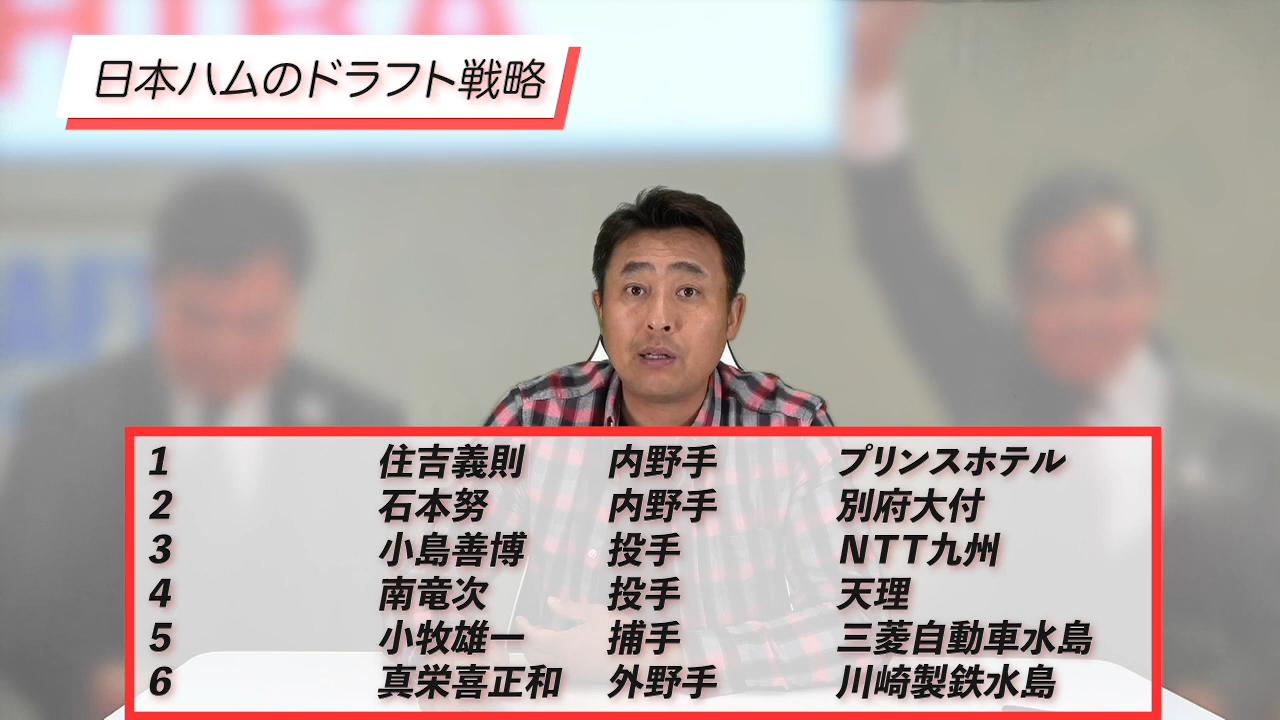 日本ハムのドラフト戦略
1 住吉義則 内野手 プリンスホテル
2 石本努 内野手 別府大付
3 小島善博 投手 NTT九州
4 南竜次 投手 天理
5 小牧雄一 捕手 三菱自動車水島
6 真栄喜正和 外野手 川崎製鉄水島